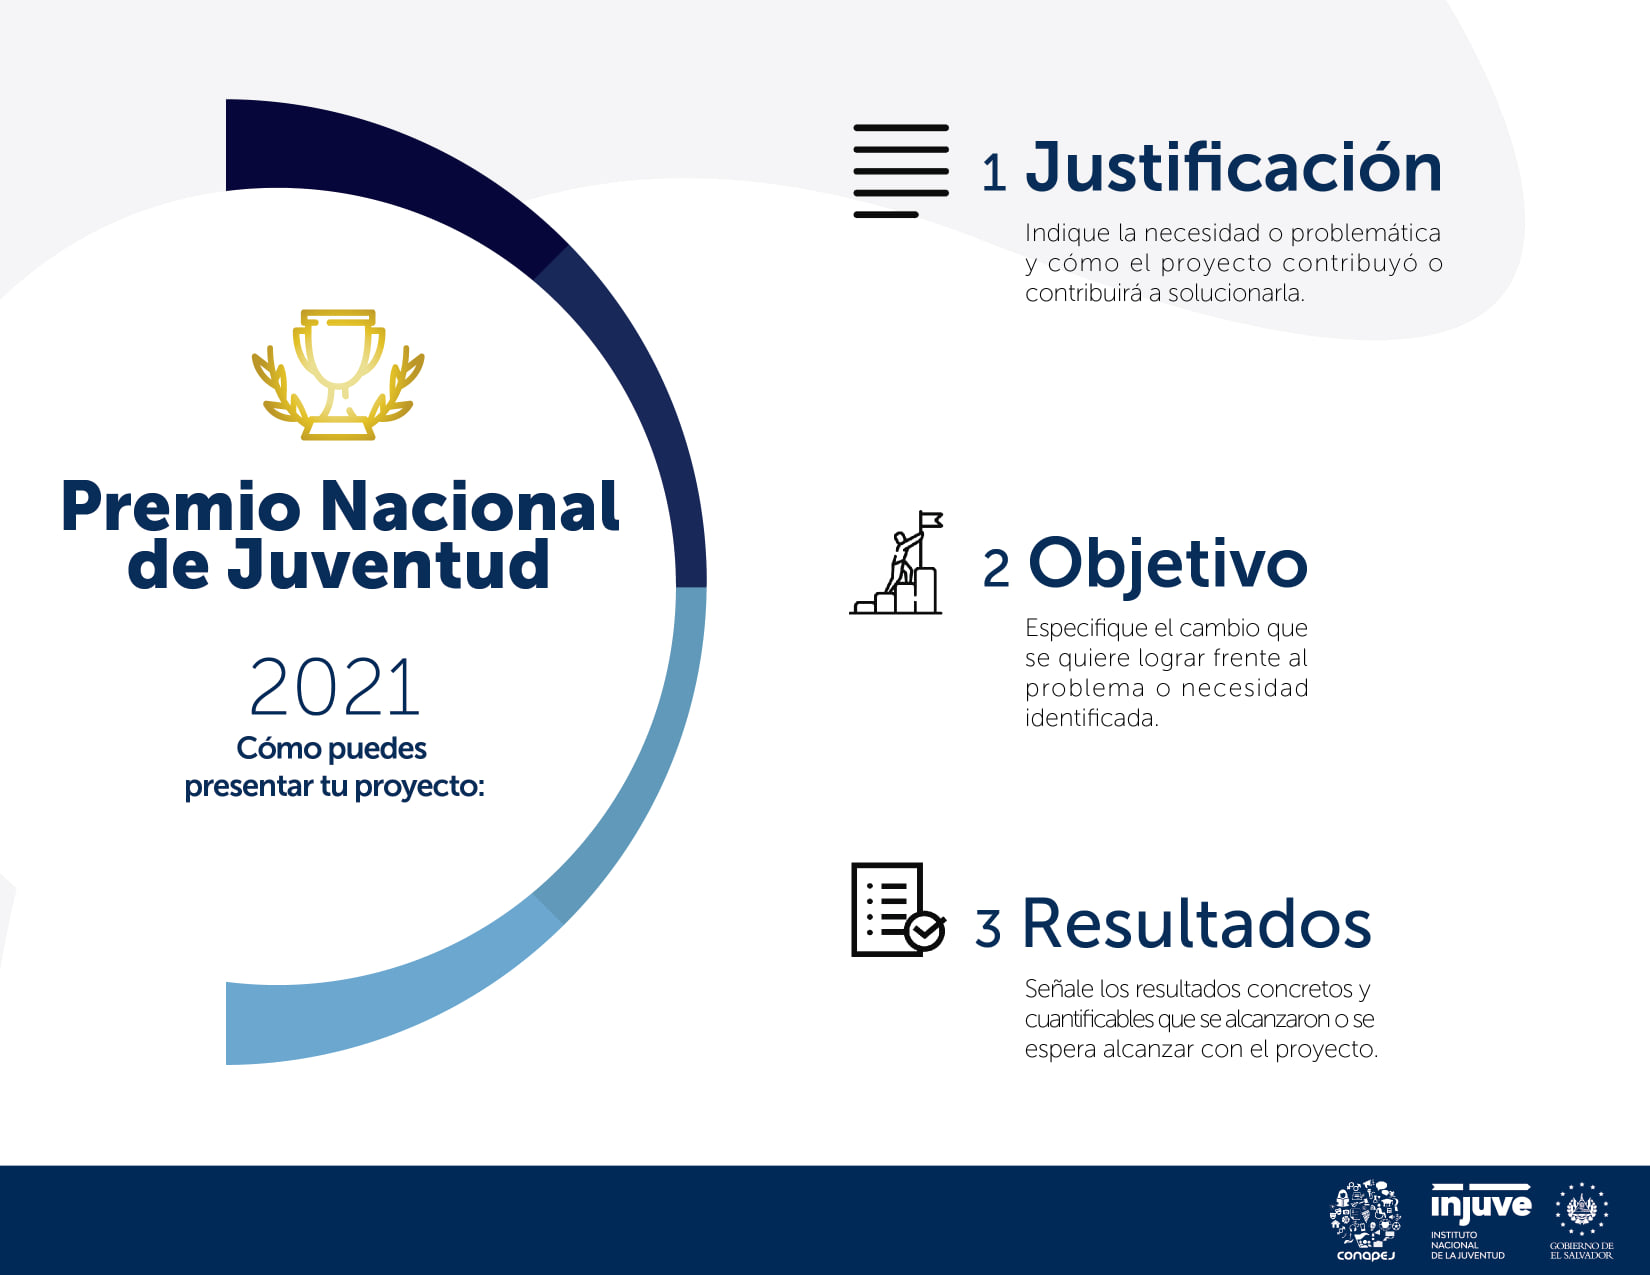 Premio Nacional
de Juventud
2021
Cómo puedes
presentar tu proyecto:
1 Justificación
Indique la necesidad o problemática
y cómo el proyecto contribuyó o
contribuirá a solucionarla.
2 Objetivo
Especifique el cambio que
se quiere lograr frente al
problema o necesidad
identificada.
3 Resultados
Señale los resultados concretos y
cuantificables que se alcanzaron o se
espera alcanzar con el proyecto.
conapej
injuve
INSTITUTO
NACIONAL
DE LA JUVENTUD
GOBIERNO DE
EL SALVADOR